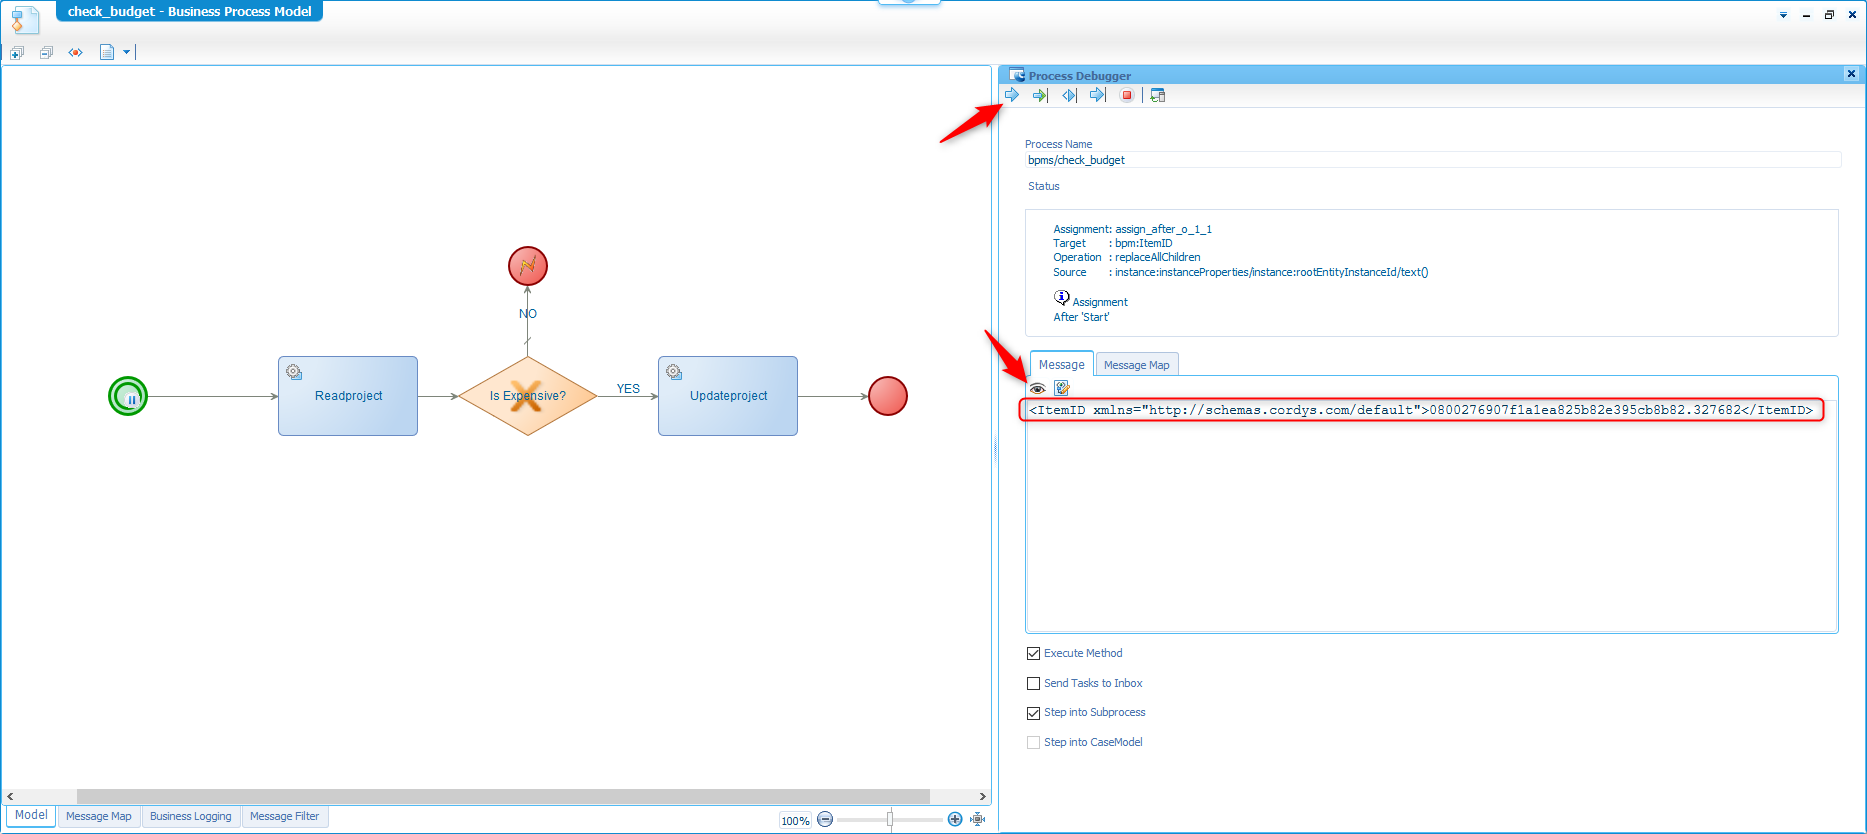 check_budget - Business Process Model
Process Debugger
Process Name
bpms/check_budget
Status
Assignment: assign_after_o_1_1
Target : bpm:ItemID
Operation : replaceAllChildren
Source : instance:instanceProperties/instance:rootEntityInstanceId/text()
Assignment
After 'Start'
NO
Readproject
Is Expensive?
YES
Updateproject
Message
Message Map
<ItemID xmlns="http://schemas.cordys.com/default">0800276907f1a1ea825b82e395cb8b82.327682</ItemID>
Execute Method
Send Tasks to Inbox
Step into Subprocess
Step into CaseModel
Model
Message Map
Business Logging
Message Filter
100%